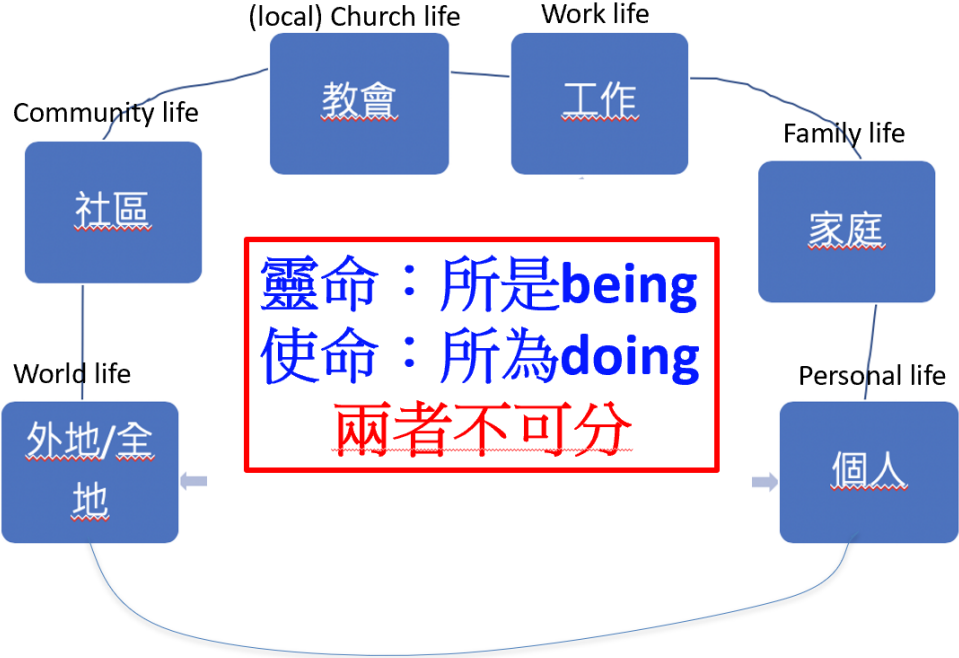 (local) Church life
Work life
教會
工作
Community life
Family life
社區
家庭
靈命：所是being
使命：所為doing
兩者不可分
World life
Personal life
外地/全
地
個人